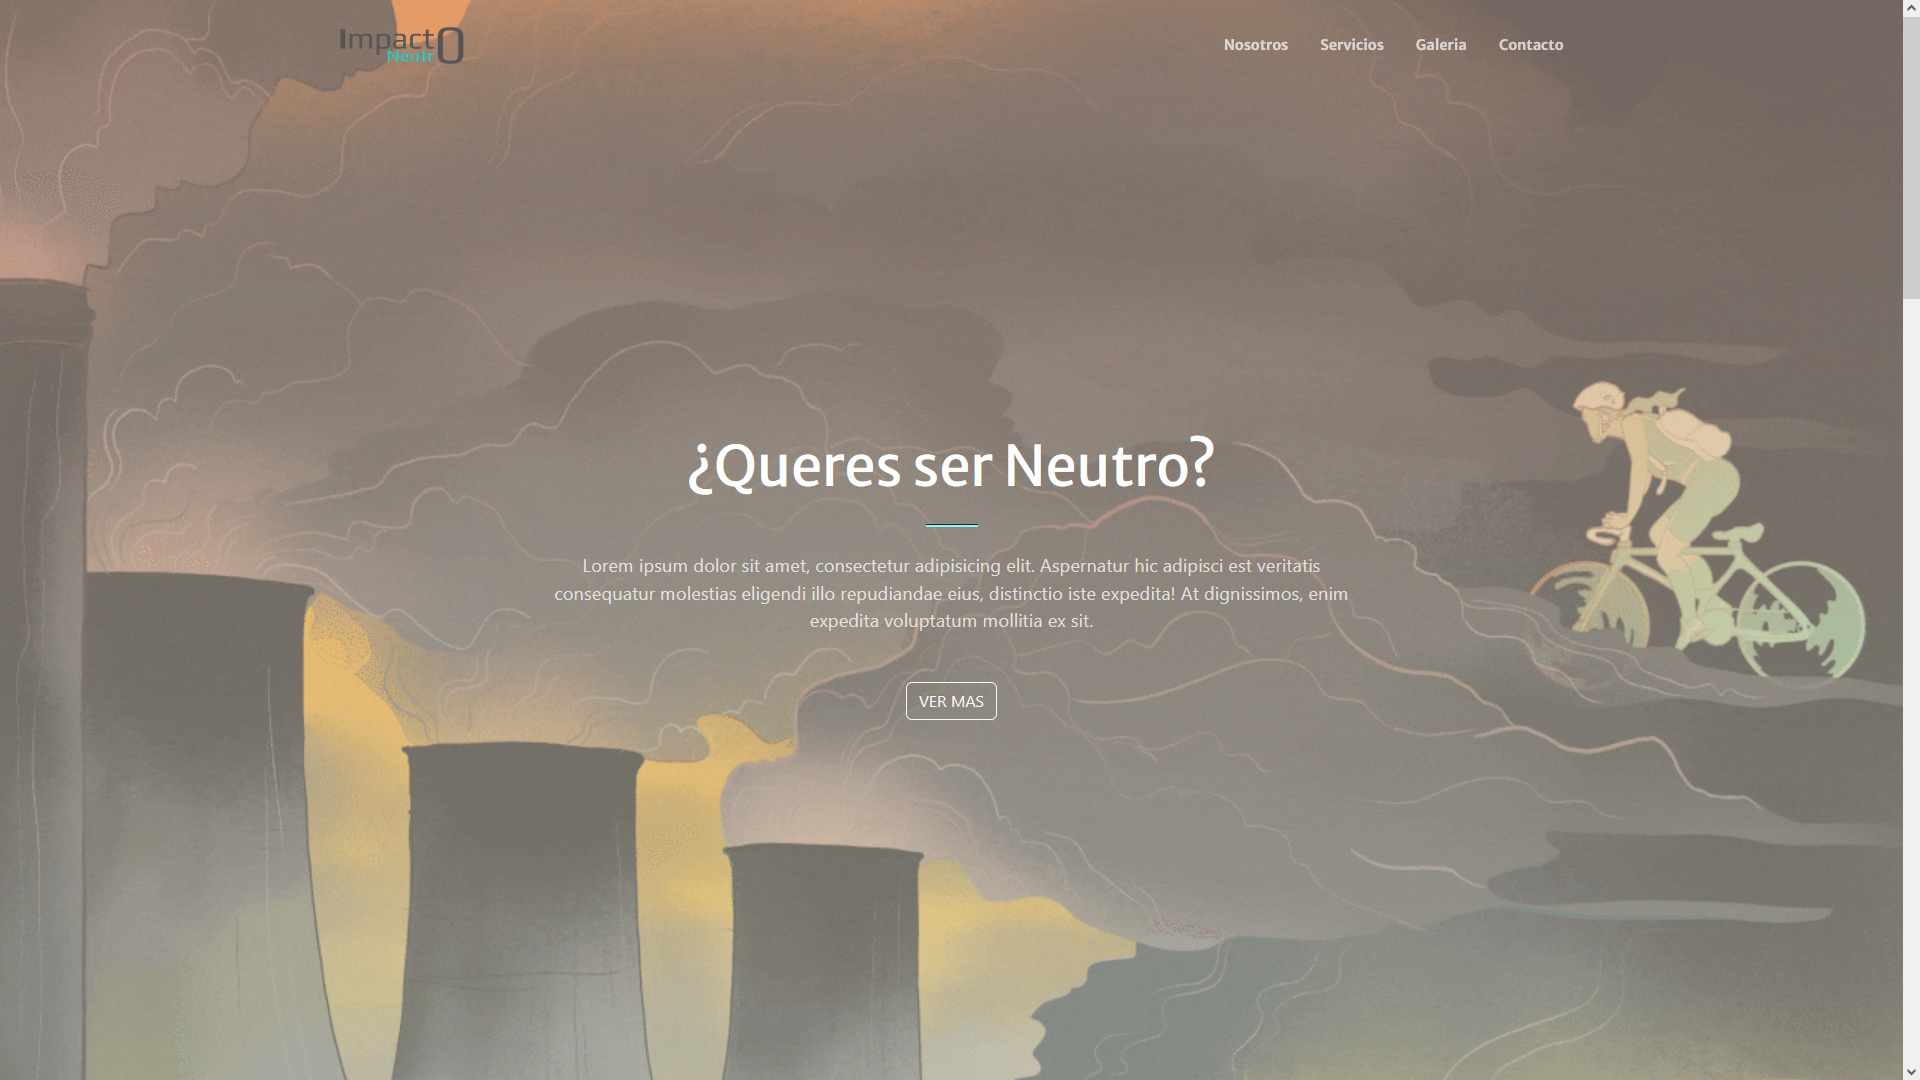 Impacto
Neutro
Nosotros
Servicios
Galeria
Contacto
¿Queres ser Neutro?
Lorem ipsum dolor sit amet, consectetur adipisicing elit. Aspernatur hic adipisci est veritatis
consequatur molestias eligendi illo repudiandae eius, distinctio iste expedita! At dignissimos, enim
expedita voluptatum mollitia ex sit.
VER MAS